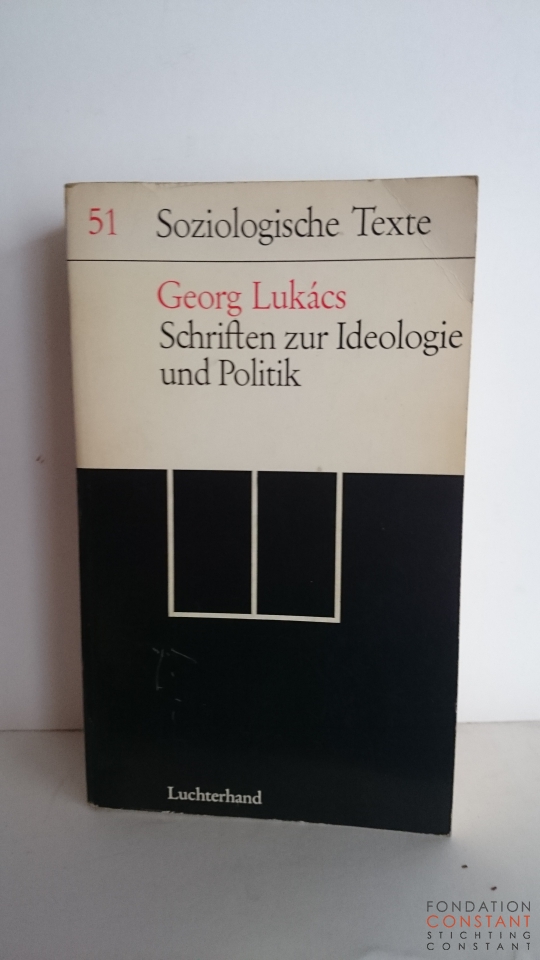 51 Soziologische Texte
Georg Lukács
Schriften zur Ideologie
und Politik
Luchterhand
FONDATION
CONSTANT
STICHTING
CONSTANT